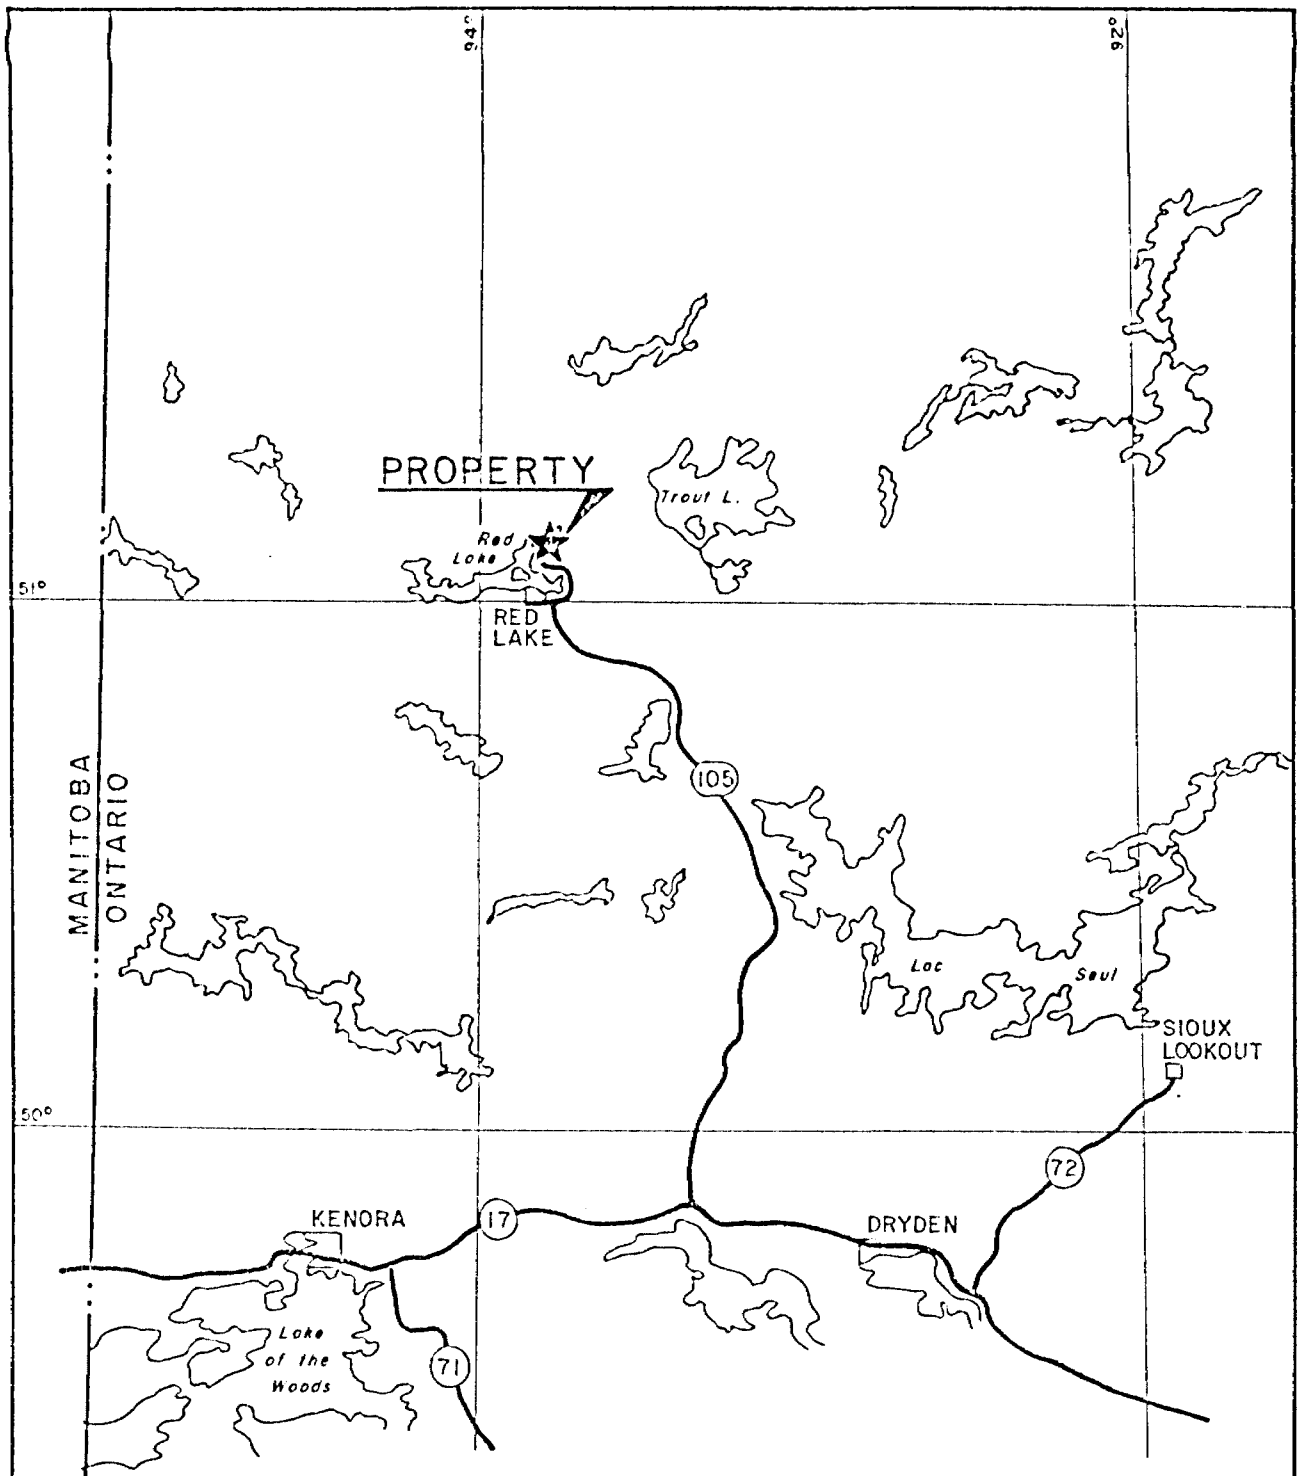 94°
92°
PROPERTY
Trout L.
Red
Lake
51°
RED
LAKE
105
MANITOBA
ONTARIO
Lac
Seul
SIOUX
LOOKOUT
50°
72
KENORA
17
DRYDEN
Lake
of the
Woods
71